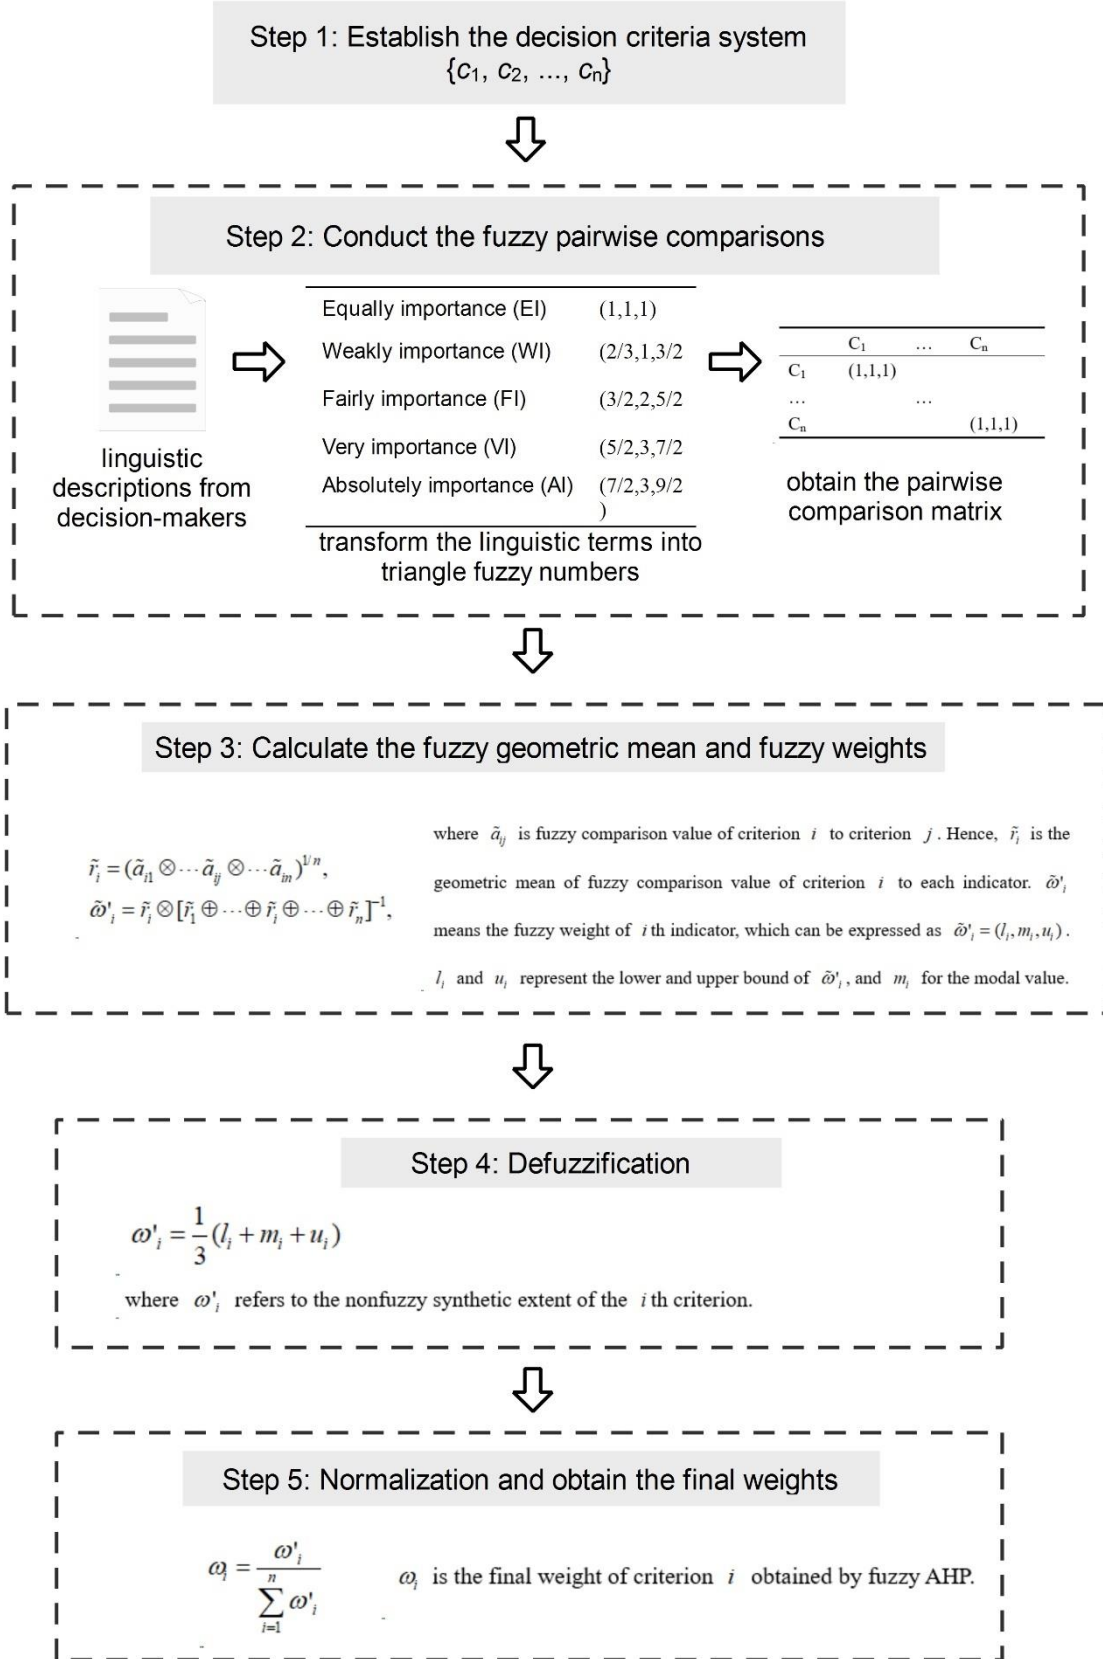 Step 1: Establish the decision criteria system
{c1, c2, ..., cn}
Step 2: Conduct the fuzzy pairwise comparisons
linguistic
descriptions from
decision-makers
Equally importance (EI) (1,1,1)
Weakly importance (WI) (2/3,1,3/2
Fairly importance (FI) (3/2,2,5/2
Very importance (VI) (5/2,3,7/2
Absolutely importance (AI) (7/2,3,9/2
)
transform the linguistic terms into
triangle fuzzy numbers
C1 ... Cn
C1 (1,1,1)
... ...
Cn (1,1,1)
obtain the pairwise
comparison matrix
Step 3: Calculate the fuzzy geometric mean and fuzzy weights
r̃i = (ãi1 ⊗⋯ãij ⊗⋯ãin)^1/n,
ω̃'i = r̃i ⊗[r̃1 ⊕⋯⊕ r̃i ⊕⋯⊕ r̃n]^-1,
where ãij is fuzzy comparison value of criterion i to criterion j. Hence, r̃i is the
geometric mean of fuzzy comparison value of criterion i to each indicator. ω̃'i
means the fuzzy weight of i th indicator, which can be expressed as ω̃'i = (li, mi, ui).
li and ui represent the lower and upper bound of ω̃'i, and mi for the modal value.
Step 4: Defuzzification
ω'i = 1/3 (li + mi + ui)
where ω'i refers to the nonfuzzy synthetic extent of the i th criterion.
Step 5: Normalization and obtain the final weights
ωi = ω'i / ∑_{i=1}^{n} ω'i
ωi is the final weight of criterion i obtained by fuzzy AHP.